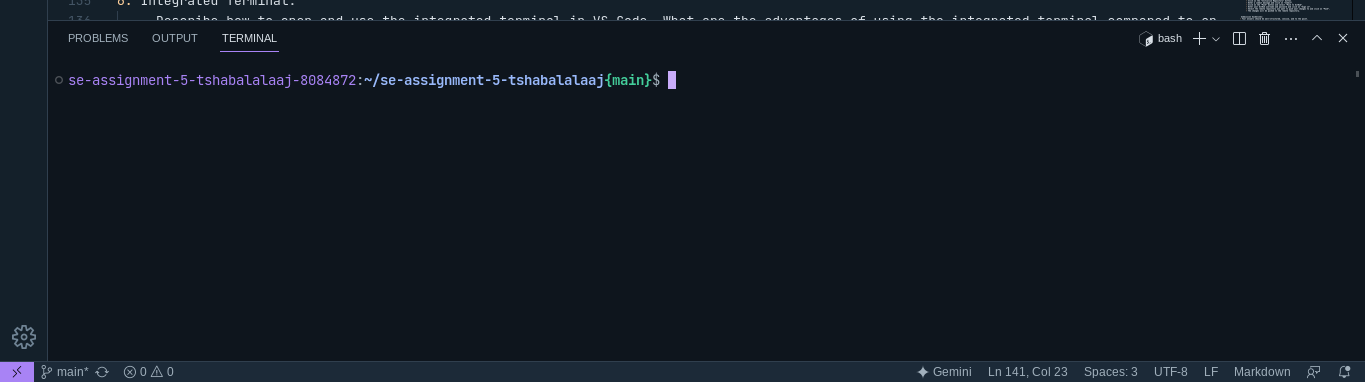 135 6. Integrated Terminal:
136 Describe how to open and use the integrated terminal in VS Code. What are the advantages of using the integrated terminal compared to an
PROBLEMS OUTPUT TERMINAL bash
se-assignment-5-tshabalalaaj-8084872:~/se-assignment-5-tshabalalaaj{main}$
main* 0 0 Gemini Ln 141, Col 23 Spaces: 3 UTF-8 LF Markdown